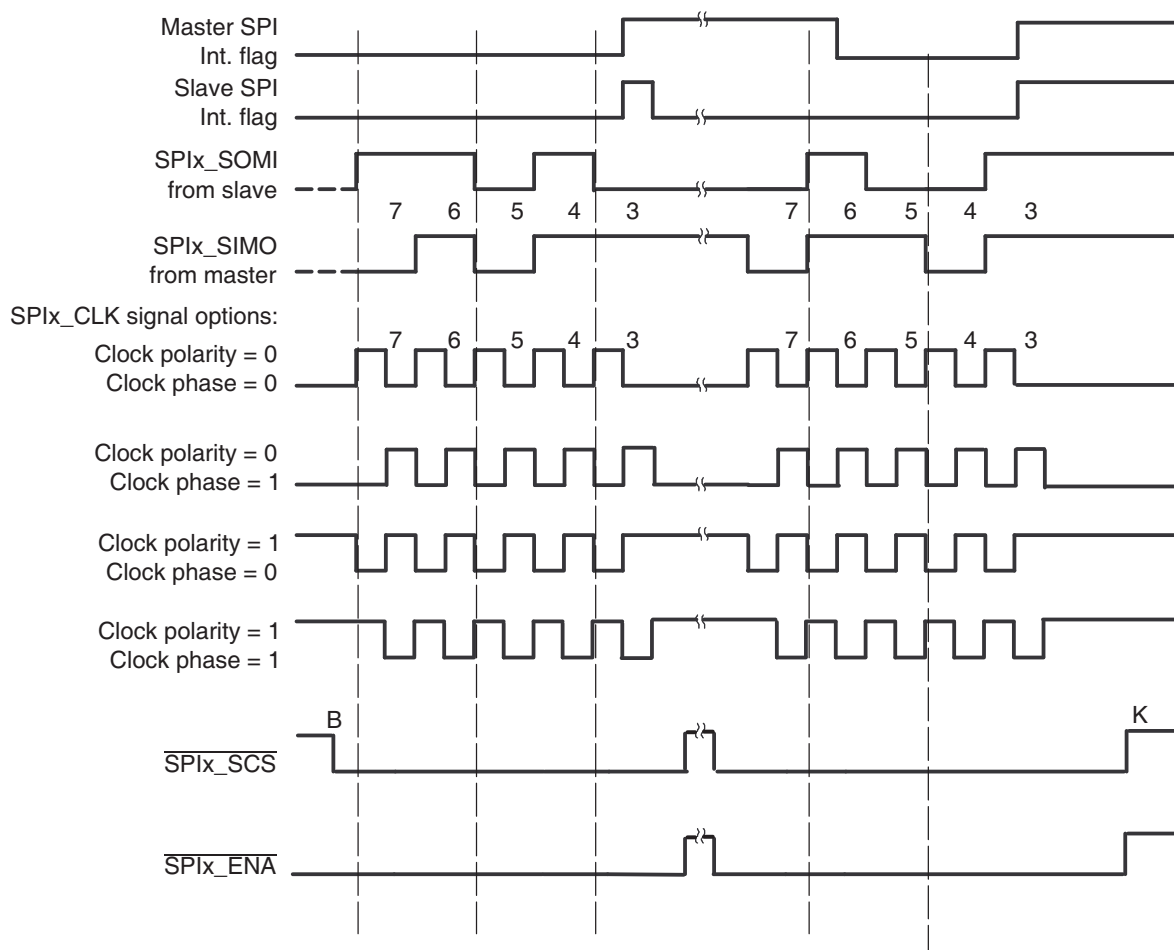 Master SPI
Int. flag
Slave SPI
Int. flag
SPIx_SOMI
from slave
7 6 5 4 3 7 6 5 4 3
SPIx_SIMO
from master
SPIx_CLK signal options:
7 6 5 4 3 7 6 5 4 3
Clock polarity = 0
Clock phase = 0
Clock polarity = 0
Clock phase = 1
Clock polarity = 1
Clock phase = 0
Clock polarity = 1
Clock phase = 1
B K
SPIx_SCS
SPIx_ENA